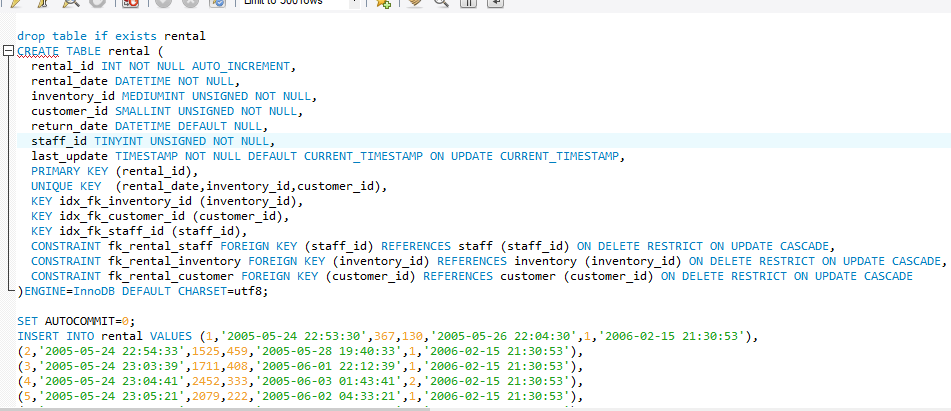 Limit to 500 rows
drop table if exists rental
CREATE TABLE rental (
rental_id INT NOT NULL AUTO_INCREMENT,
rental_date DATETIME NOT NULL,
inventory_id MEDIUMINT UNSIGNED NOT NULL,
customer_id SMALLINT UNSIGNED NOT NULL,
return_date DATETIME DEFAULT NULL,
staff_id TINYINT UNSIGNED NOT NULL,
last_update TIMESTAMP NOT NULL DEFAULT CURRENT_TIMESTAMP ON UPDATE CURRENT_TIMESTAMP,
PRIMARY KEY (rental_id),
UNIQUE KEY  (rental_date,inventory_id,customer_id),
KEY idx_fk_inventory_id (inventory_id),
KEY idx_fk_customer_id (customer_id),
KEY idx_fk_staff_id (staff_id),
CONSTRAINT fk_rental_staff FOREIGN KEY (staff_id) REFERENCES staff (staff_id) ON DELETE RESTRICT ON UPDATE CASCADE,
CONSTRAINT fk_rental_inventory FOREIGN KEY (inventory_id) REFERENCES inventory (inventory_id) ON DELETE RESTRICT ON UPDATE CASCADE,
CONSTRAINT fk_rental_customer FOREIGN KEY (customer_id) REFERENCES customer (customer_id) ON DELETE RESTRICT ON UPDATE CASCADE
)ENGINE=InnoDB DEFAULT CHARSET=utf8;
SET AUTOCOMMIT=0;
INSERT INTO rental VALUES (1,'2005-05-24 22:53:30',367,130,'2005-05-26 22:04:30',1,'2006-02-15 21:30:53'),
(2,'2005-05-24 22:54:33',1525,459,'2005-05-28 19:40:33',1,'2006-02-15 21:30:53'),
(3,'2005-05-24 23:03:39',1711,408,'2005-06-01 22:12:39',1,'2006-02-15 21:30:53'),
(4,'2005-05-24 23:04:41',2452,333,'2005-06-03 01:43:41',2,'2006-02-15 21:30:53'),
(5,'2005-05-24 23:05:21',2079,222,'2005-06-02 04:33:21',1,'2006-02-15 21:30:53'),